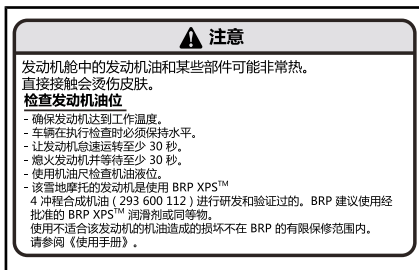 注意
发动机舱中的发动机油和某些部件可能非常热。
直接接触会烫伤皮肤。
检查发动机油位
- 确保发动机达到工作温度。
- 车辆在执行检查时必须保持水平。
- 让发动机怠速运转至少 30 秒。
- 熄火发动机并等待至少 30 秒。
- 使用机油尺检查机油液位。
- 该雪地摩托的发动机是使用 BRP XPS™
4 冲程合成机油 ( 293 600 112 ) 进行研发和验证过的。BRP 建议使用经
批准的 BRP XPS™ 润滑剂或同等物。
使用不适合该发动机的机油造成的损坏不在 BRP 的有限保修范围内。
请参阅《使用手册》。